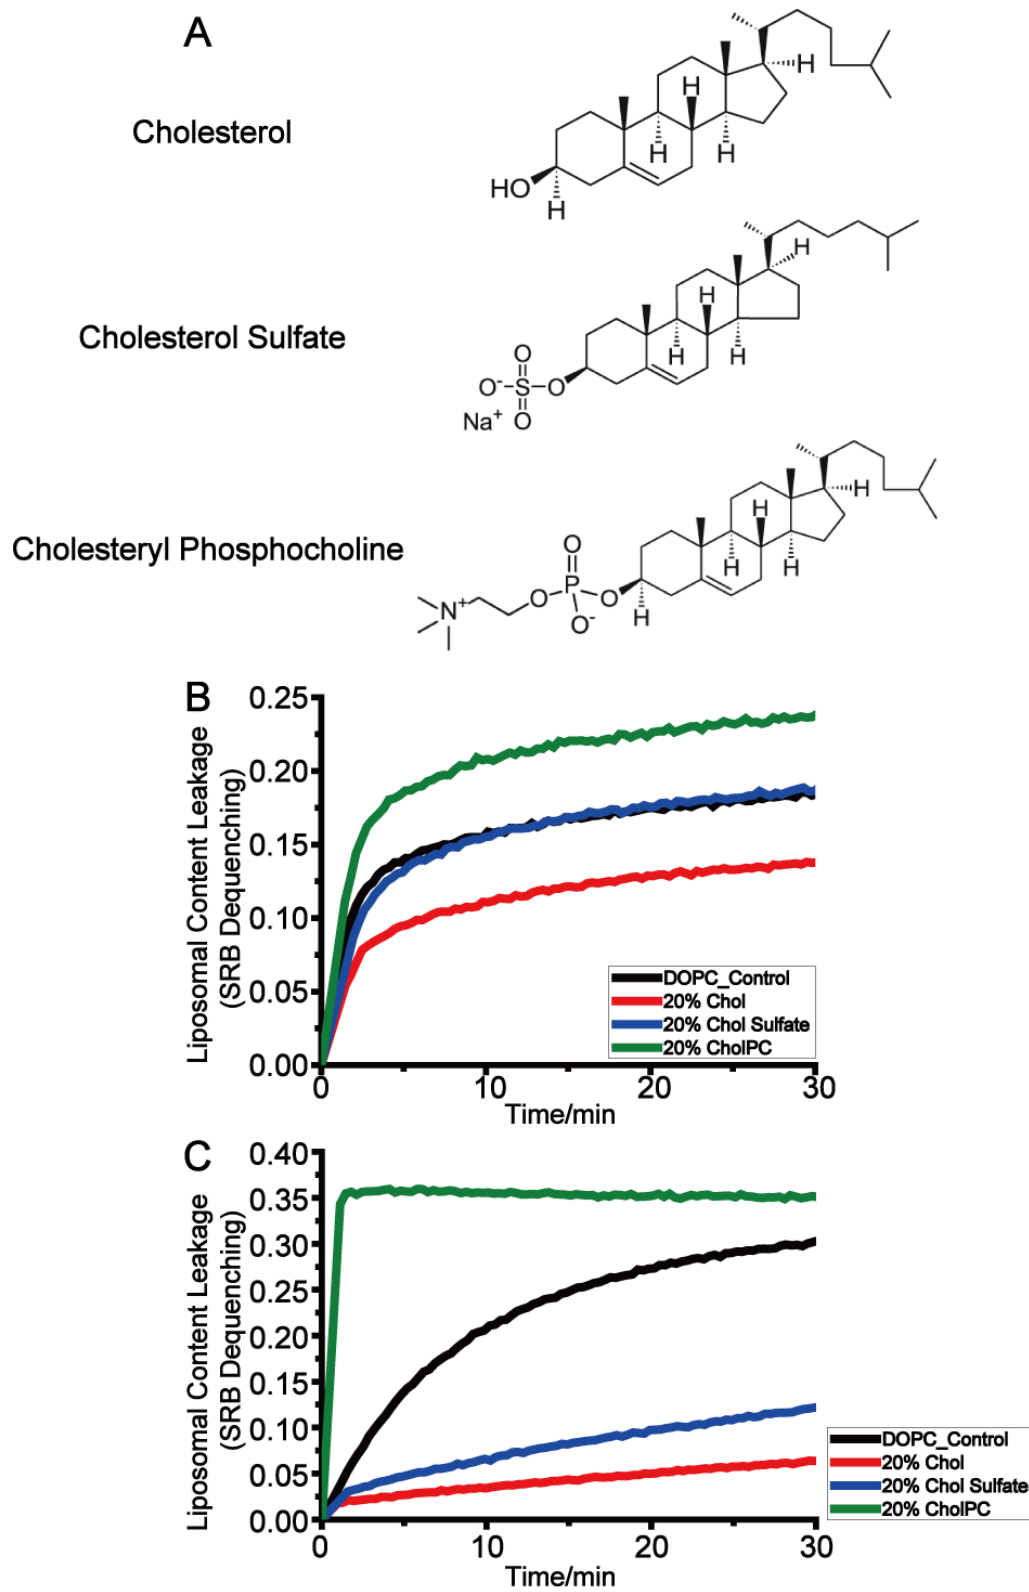 A
Cholesterol
H
H
H
H
HO
H
Cholesterol Sulfate
H
H
H
H
O
O-
S
O
Na+
O
Cholesteryl Phosphocholine
H
H
H
H
O
O
P
O
N+
O-
H
B
Liposomal Content Leakage
(SRB Dequenching)
0.25
0.20
0.15
0.10
0.05
0.00
DOPC_Control
20% Chol
20% Chol Sulfate
20% CholPC
0 10 20 30
Time/min
C
Liposomal Content Leakage
(SRB Dequenching)
0.40
0.35
0.30
0.25
0.20
0.15
0.10
0.05
0.00
DOPC_Control
20% Chol
20% Chol Sulfate
20% CholPC
0 10 20 30
Time/min